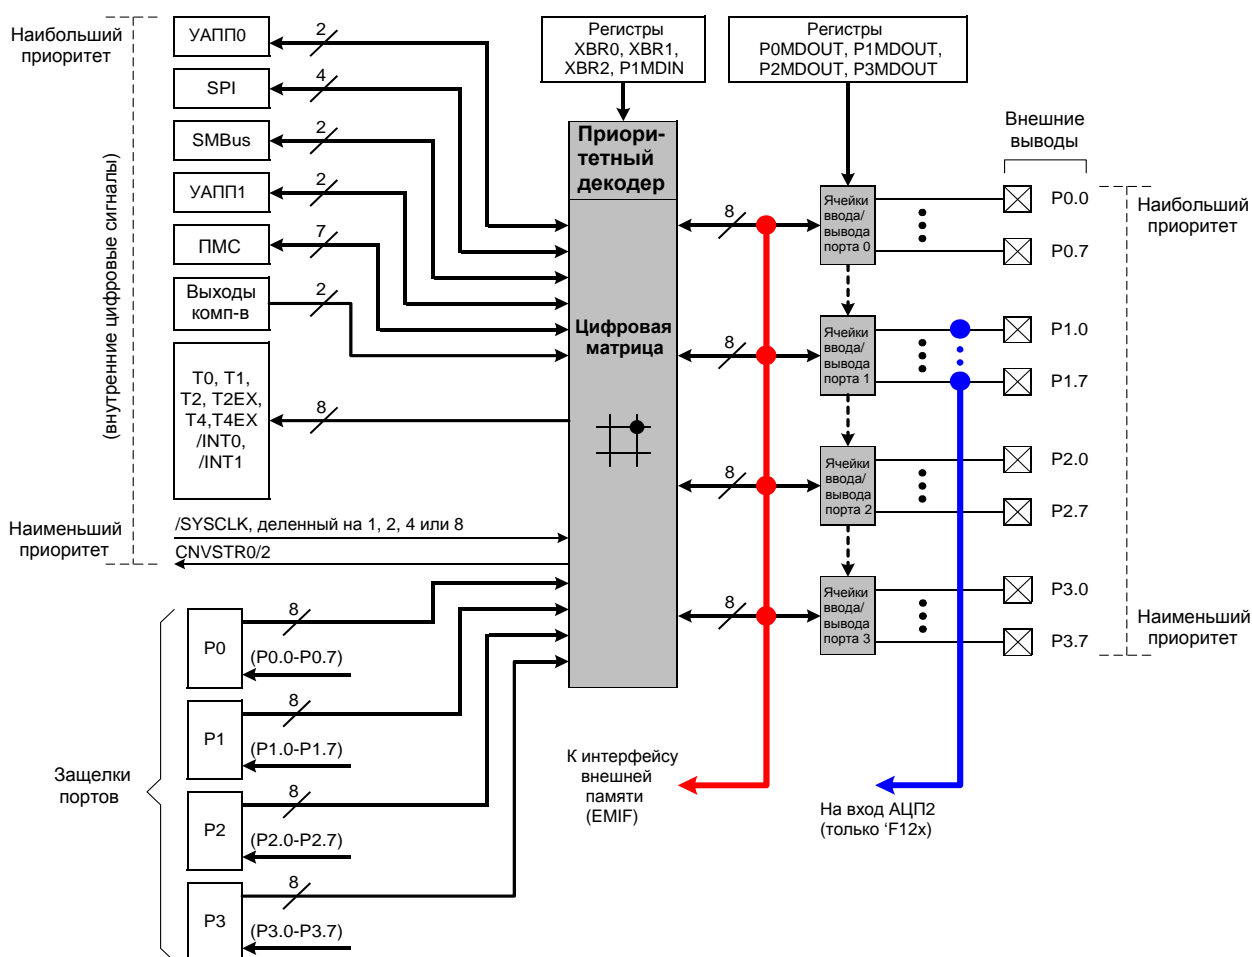 Наибольший
приоритет
(внутренние цифровые сигналы)
Наименьший
приоритет
УАПП0
2
SPI
4
SMBus
2
УАПП1
2
ПМС
7
Выходы
комп-в
2
T0, T1,
T2, T2EX,
T4,T4EX
/INT0,
/INT1
8
/SYSCLK, деленный на 1, 2, 4 или 8
CNVSTR0/2
Защелки
портов
P0
8
(P0.0-P0.7)
P1
8
(P1.0-P1.7)
P2
8
(P2.0-P2.7)
P3
8
(P3.0-P3.7)
Регистры
XBR0, XBR1,
XBR2, P1MDIN
Приори-
тетный
декодер
Цифровая
матрица
Регистры
P0MDOUT, P1MDOUT,
P2MDOUT, P3MDOUT
8
8
8
8
Ячейки
ввода/
вывода
порта 0
Ячейки
ввода/
вывода
порта 1
Ячейки
ввода/
вывода
порта 2
Ячейки
ввода/
вывода
порта 3
Внешние
выводы
P0.0
P0.7
P1.0
P1.7
P2.0
P2.7
P3.0
P3.7
Наибольший
приоритет
Наименьший
приоритет
К интерфейсу
внешней
памяти
(EMIF)
На вход АЦП2
(только ‘F12x)